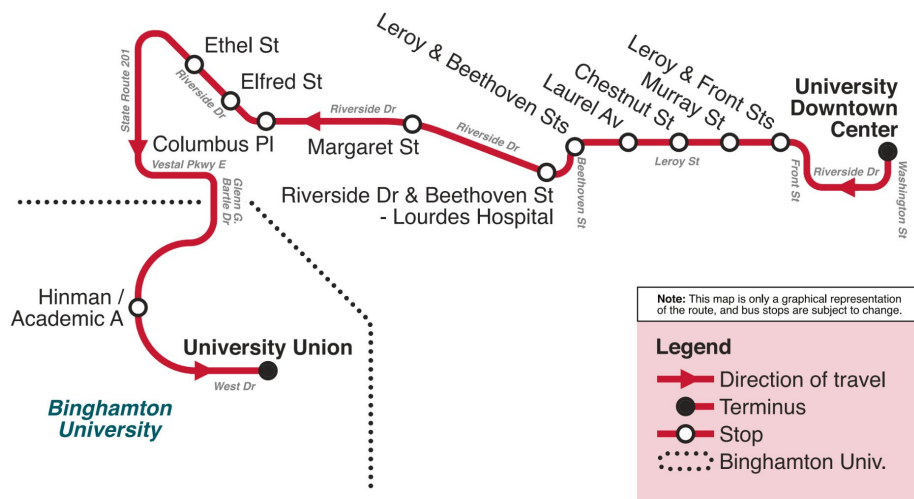 Ethel St
Elfred St
Columbus Pl
Margaret St
Leroy & Beethoven Sts
Laurel Av
Chestnut St
Murray St
Leroy & Front Sts
University
Downtown
Center
State Route 201
Riverside Dr
Riverside Dr
Riverside Dr
Leroy St
Riverside Dr
Front St
Washington St
Beethoven St
Vestal Pkwy E
Glenn G.
Bartle Dr
Riverside Dr & Beethoven St
- Lourdes Hospital
Hinman /
Academic A
University Union
West Dr
Binghamton
University
Note: This map is only a graphical representation
of the route, and bus stops are subject to change.
Legend
Direction of travel
Terminus
Stop
Binghamton Univ.